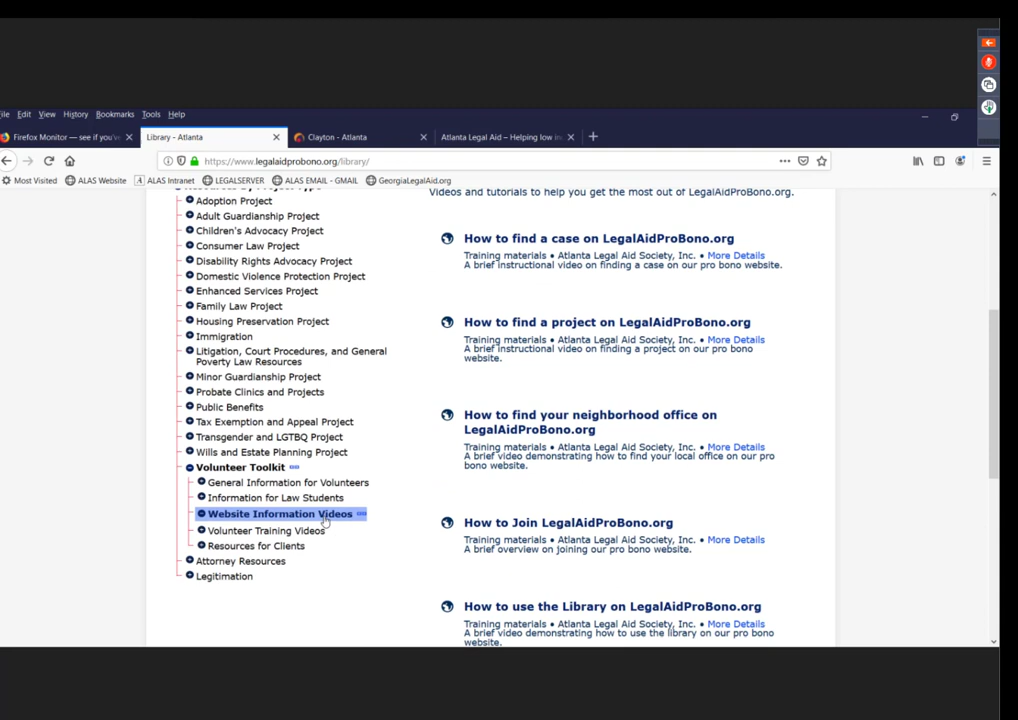 File Edit View History Bookmarks Tools Help
Library - Atlanta
Clayton - Atlanta
https://www.legalaidprobono.org/library/
Most Visited ALAS Website ALAS Intranet LEGALSERVER ALAS EMAIL - GMAIL GeorgiaLegalAid.org
Resources by Project Type
Adoption Project
Adult Guardianship Project
Children's Advocacy Project
Consumer Law Project
Disability Rights Advocacy Project
Domestic Violence Protection Project
Enhanced Services Project
Family Law Project
Housing Preservation Project
Immigration
Litigation, Court Procedures, and General
Poverty Law Resources
Minor Guardianship Project
Probate Clinics and Projects
Public Benefits
Tax Exemption and Appeal Project
Transgender and LGTBQ Project
Wills and Estate Planning Project
Volunteer Toolkit
General Information for Volunteers
Information for Law Students
Website Information Videos
Volunteer Training Videos
Resources for Clients
Attorney Resources
Legitimation
Videos and tutorials to help you get the most out of LegalAidProBono.org.
How to find a case on LegalAidProBono.org
Training materials • Atlanta Legal Aid Society, Inc. • More Details
A brief instructional video on finding a case on our pro bono website.
How to find a project on LegalAidProBono.org
Training materials • Atlanta Legal Aid Society, Inc. • More Details
A brief instructional video on finding a project on our pro bono
website.
How to find your neighborhood office on
LegalAidProBono.org
Training materials • Atlanta Legal Aid Society, Inc. • More Details
A brief video demonstrating how to find your local office on our pro
bono website.
How to Join LegalAidProBono.org
Training materials • Atlanta Legal Aid Society, Inc. • More Details
A brief overview on joining our pro bono website.
How to use the Library on LegalAidProBono.org
Training materials • Atlanta Legal Aid Society, Inc. • More Details
A brief video demonstrating how to use the library on our pro bono
website.